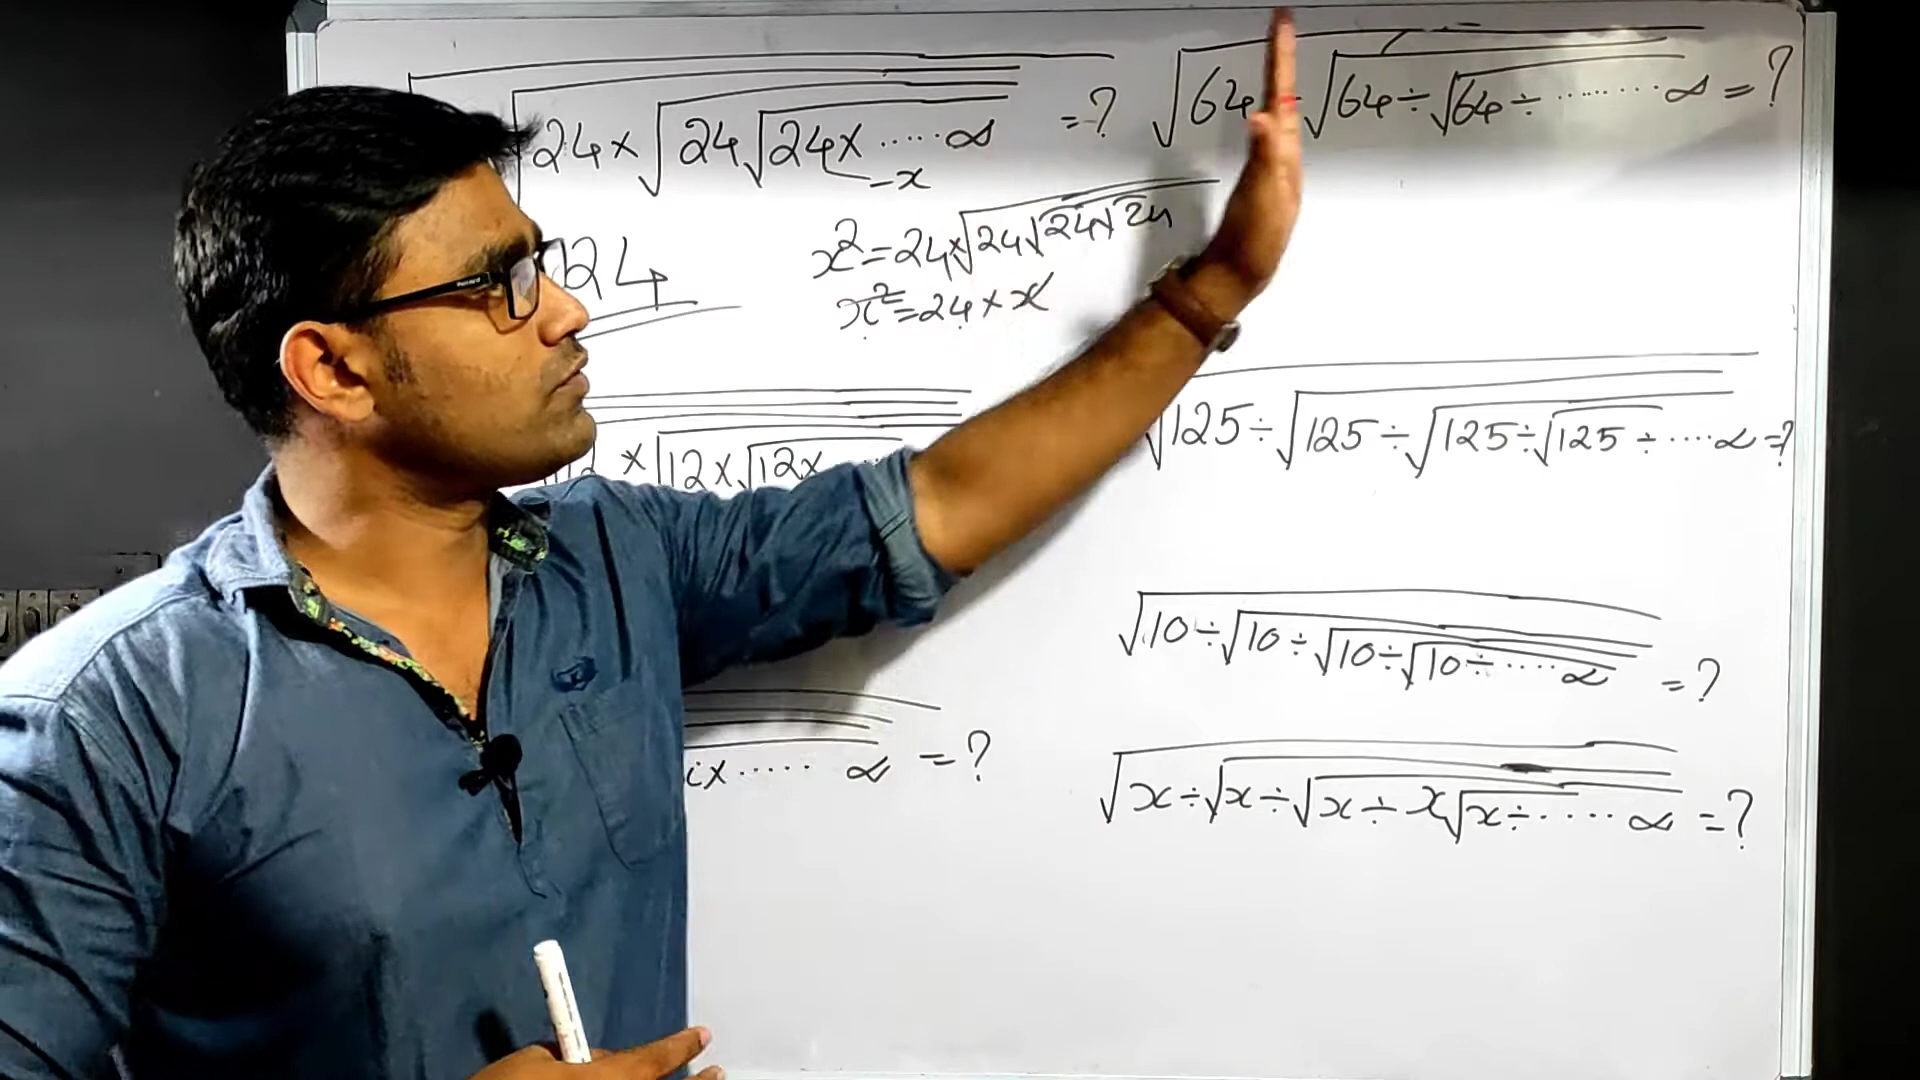 √24×√24√24×.....∝ =?
-x
24
x²=24×√24√24√24
x²=24×x
×√12×√12×
x.....∝ =?
√64÷√64÷√64÷........∝=?
√125÷√125÷√125÷√125÷....∝=?
√10÷√10÷√10÷√10÷.....∝ =?
√x÷√x÷√x÷x√x÷.....∝=?